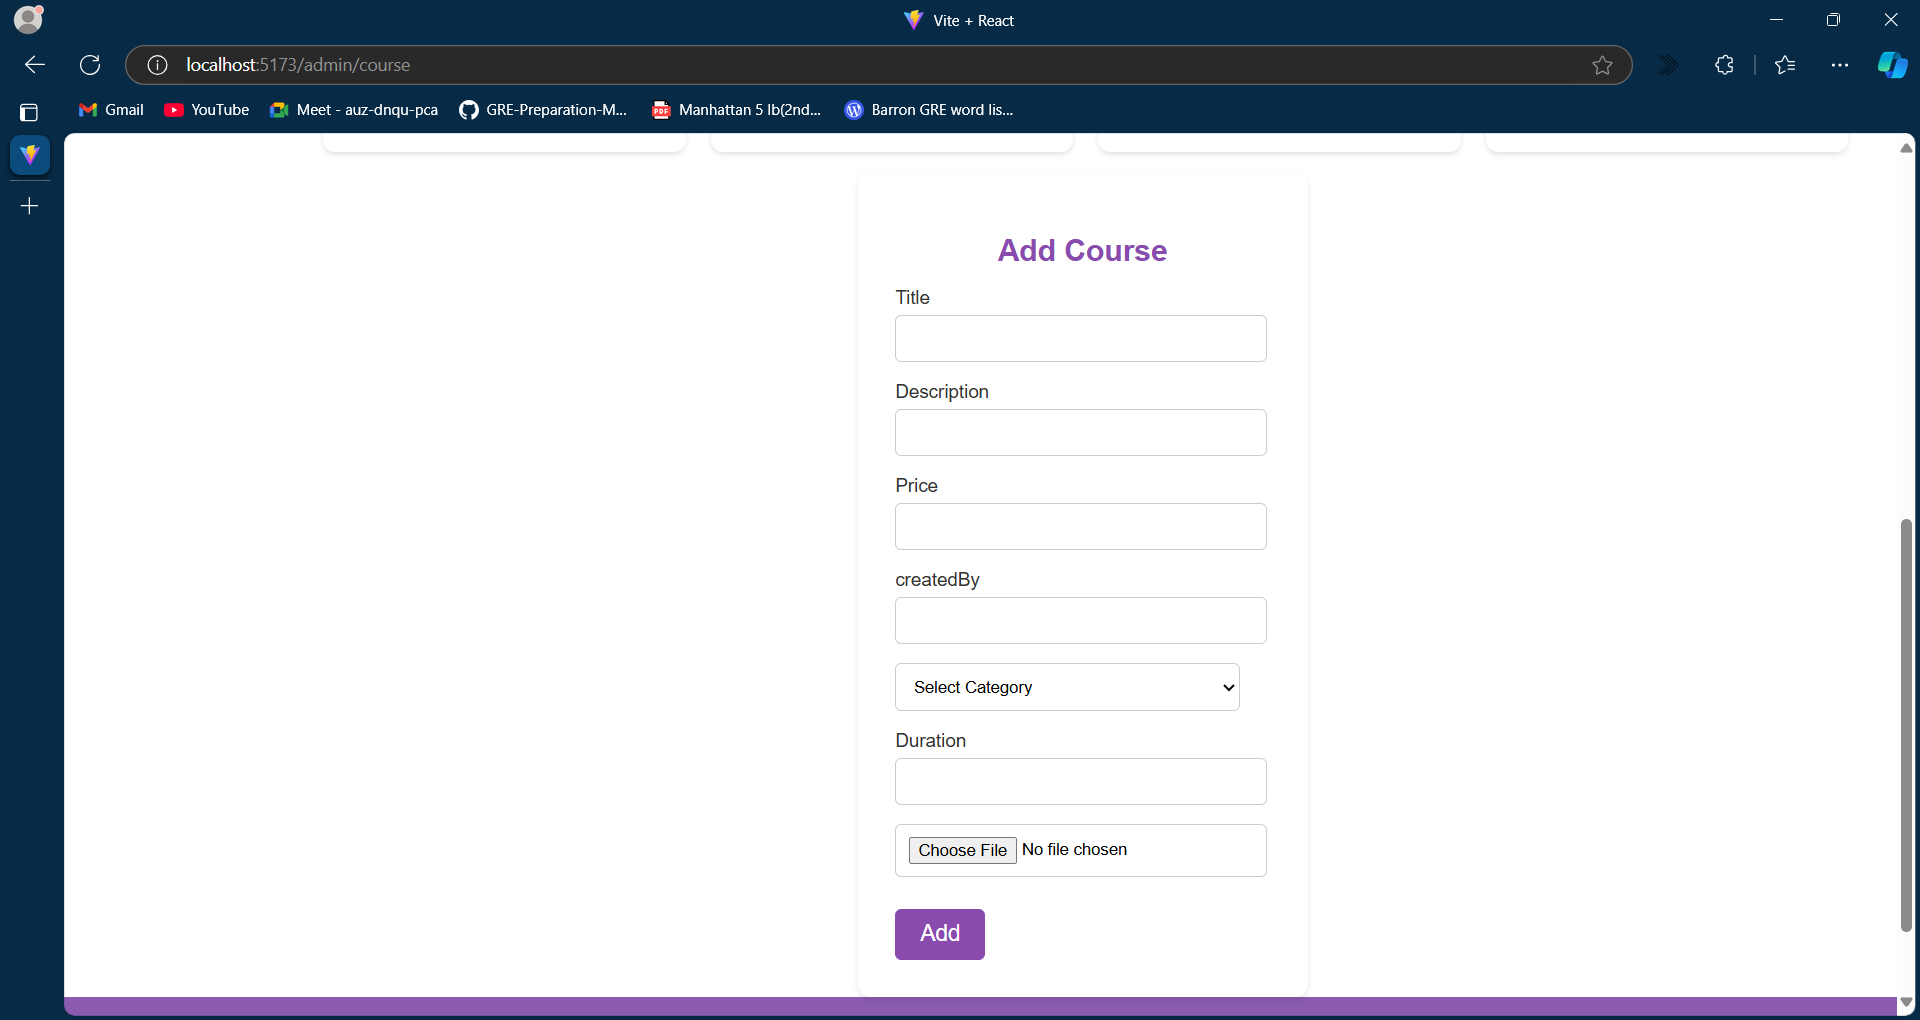 Vite + React
localhost:5173/admin/course
Gmail
YouTube
Meet - auz-dnqu-pca
GRE-Preparation-M...
PDF
Manhattan 5 lb(2nd...
Barron GRE word lis...
Add Course
Title
Description
Price
createdBy
Select Category
Duration
Choose File No file chosen
Add